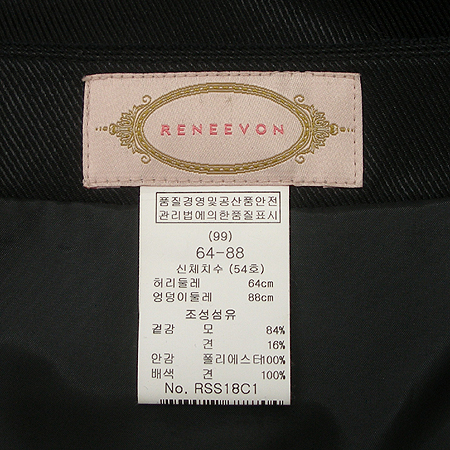 RENEEVON
품질경영및공산품안전
관리법에의한품질표시
(99)
64-88
신체치수 (54호)
허리둘레 64cm
엉덩이둘레 88cm
조성섬유
겉감 모 84%
견 16%
안감 폴리에스터100%
배색 견 100%
No. RSS18C1